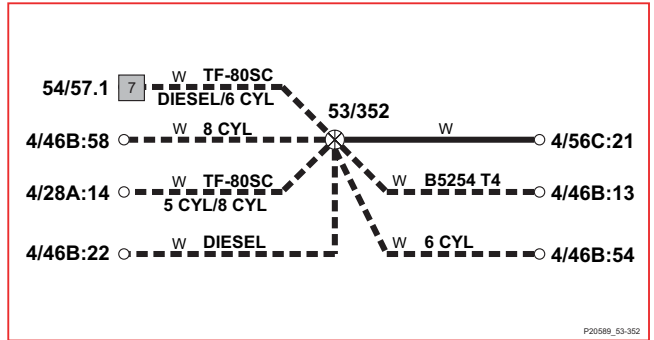 W TF-80SC
54/57.1 7
DIESEL/6 CYL
53/352
4/46B:58 W 8 CYL W 4/56C:21
4/28A:14 W TF-80SC W B5254 T4 4/46B:13
5 CYL/8 CYL
4/46B:22 W DIESEL W 6 CYL 4/46B:54
P20589_53-352